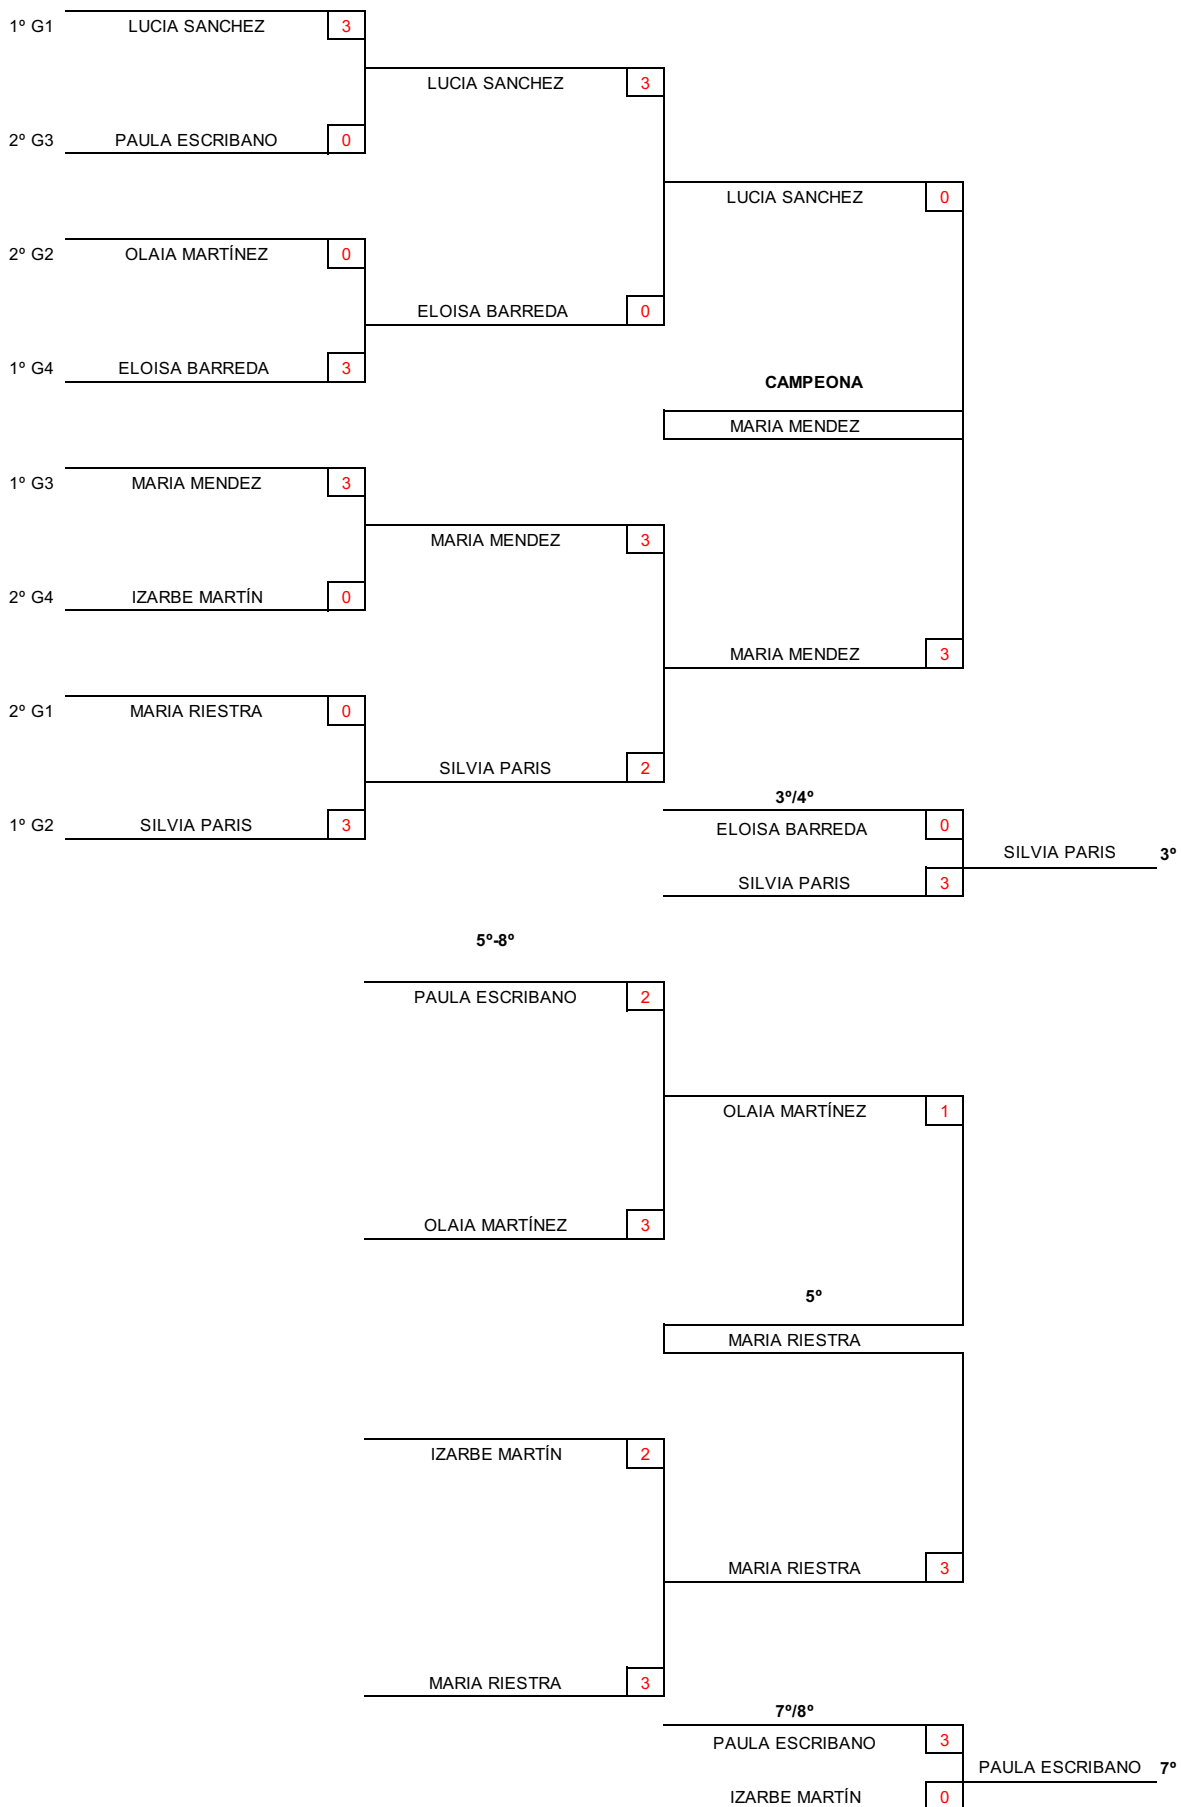 1º G1 LUCIA SANCHEZ 3
LUCIA SANCHEZ 3
2º G3 PAULA ESCRIBANO 0
LUCIA SANCHEZ 0
2º G2 OLAIA MARTÍNEZ 0
ELOISA BARREDA 0
1º G4 ELOISA BARREDA 3
CAMPEONA
MARIA MENDEZ
1º G3 MARIA MENDEZ 3
MARIA MENDEZ 3
2º G4 IZARBE MARTÍN 0
MARIA MENDEZ 3
2º G1 MARIA RIESTRA 0
SILVIA PARIS 2
3º/4º
1º G2 SILVIA PARIS 3
ELOISA BARREDA 0
SILVIA PARIS 3º
SILVIA PARIS 3
5º-8º
PAULA ESCRIBANO 2
OLAIA MARTÍNEZ 1
OLAIA MARTÍNEZ 3
5º
MARIA RIESTRA
IZARBE MARTÍN 2
MARIA RIESTRA 3
MARIA RIESTRA 3
7º/8º
PAULA ESCRIBANO 3
PAULA ESCRIBANO 7º
IZARBE MARTÍN 0